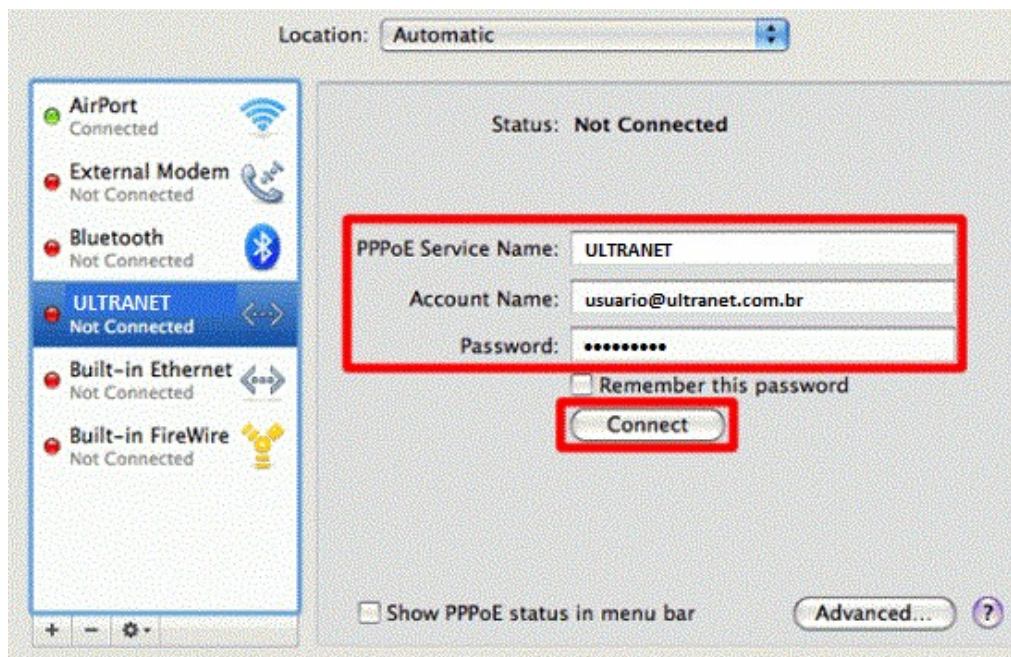 Location: Automatic
AirPort
Connected
External Modem
Not Connected
Bluetooth
Not Connected
ULTRANET
Not Connected
Built-in Ethernet
Not Connected
Built-in FireWire
Not Connected
Status: Not Connected
PPPoE Service Name: ULTRANET
Account Name: usuario@ultranet.com.br
Password: •••••••••
Remember this password
Connect
Show PPPoE status in menu bar
Advanced... ?